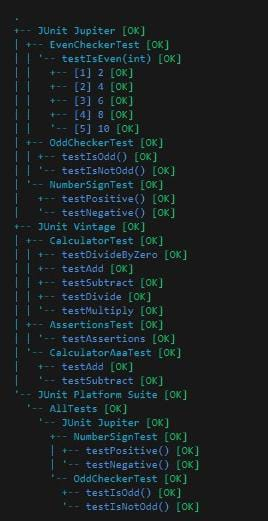 .
+-- JUnit Jupiter [OK]
| +-- EvenCheckerTest [OK]
| | '-- testIsEven(int) [OK]
| |   +-- [1] 2 [OK]
| |   +-- [2] 4 [OK]
| |   +-- [3] 6 [OK]
| |   +-- [4] 8 [OK]
| |   '-- [5] 10 [OK]
| +-- OddCheckerTest [OK]
| | +-- testIsOdd() [OK]
| | '-- testIsNotOdd() [OK]
| '-- NumberSignTest [OK]
|   +-- testPositive() [OK]
|   '-- testNegative() [OK]
+-- JUnit Vintage [OK]
| +-- CalculatorTest [OK]
| | +-- testDivideByZero [OK]
| | +-- testAdd [OK]
| | +-- testSubtract [OK]
| | +-- testDivide [OK]
| | '-- testMultiply [OK]
| +-- AssertionsTest [OK]
| | '-- testAssertions [OK]
| '-- CalculatorAaaTest [OK]
|   +-- testAdd [OK]
|   '-- testSubtract [OK]
'-- JUnit Platform Suite [OK]
  '-- AllTests [OK]
    '-- JUnit Jupiter [OK]
      +-- NumberSignTest [OK]
      | +-- testPositive() [OK]
      | '-- testNegative() [OK]
      '-- OddCheckerTest [OK]
        +-- testIsOdd() [OK]
        '-- testIsNotOdd() [OK]